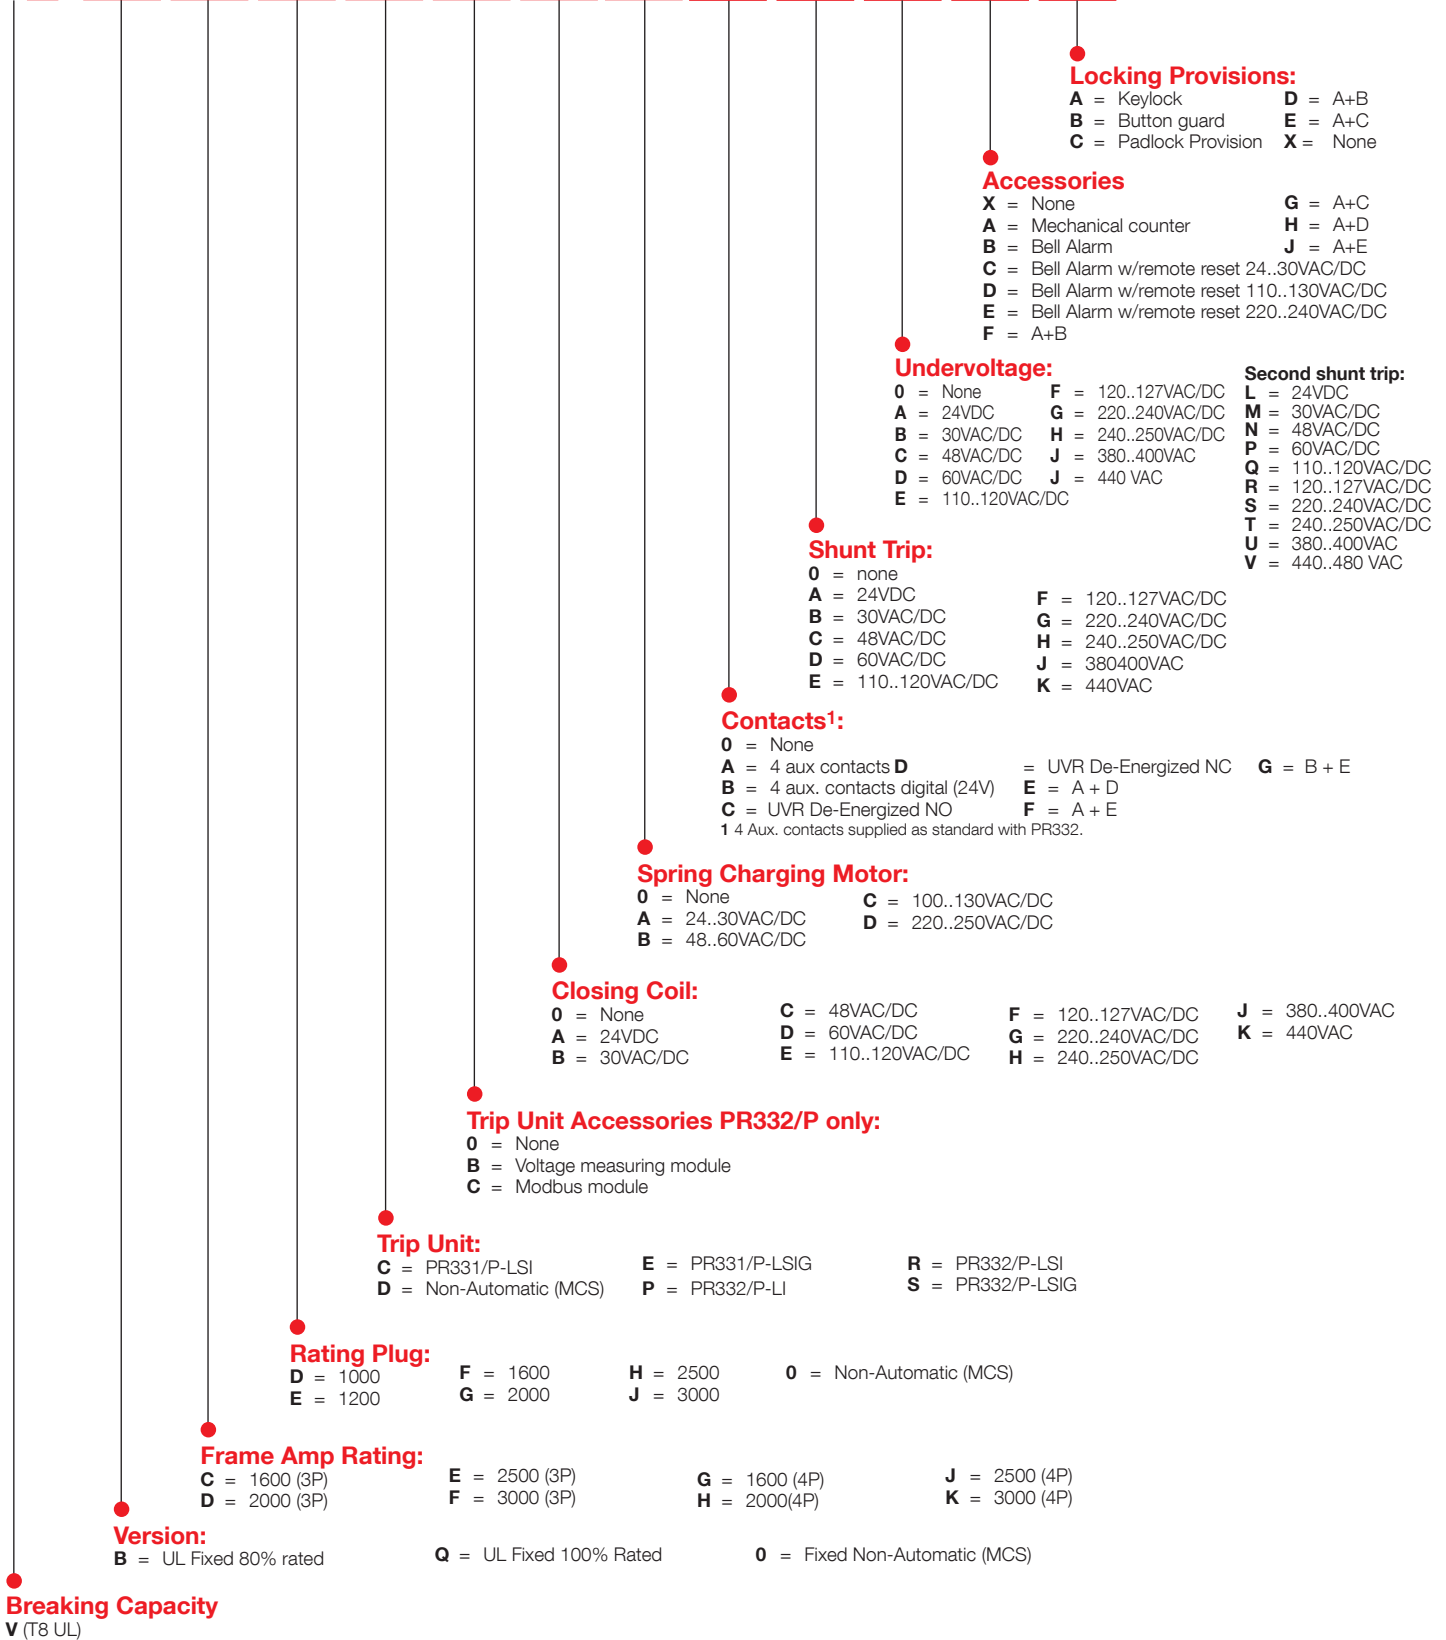 Locking Provisions:
A = Keylock D = A+B
B = Button guard E = A+C
C = Padlock Provision X = None
Accessories
X = None G = A+C
A = Mechanical counter H = A+D
B = Bell Alarm J = A+E
C = Bell Alarm w/remote reset 24..30VAC/DC
D = Bell Alarm w/remote reset 110..130VAC/DC
E = Bell Alarm w/remote reset 220..240VAC/DC
F = A+B
Undervoltage:
0 = None F = 120..127VAC/DC
A = 24VDC G = 220..240VAC/DC
B = 30VAC/DC H = 240..250VAC/DC
C = 48VAC/DC J = 380..400VAC
D = 60VAC/DC J = 440 VAC
E = 110..120VAC/DC
Second shunt trip:
L = 24VDC
M = 30VAC/DC
N = 48VAC/DC
P = 60VAC/DC
Q = 110..120VAC/DC
R = 120..127VAC/DC
S = 220..240VAC/DC
T = 240..250VAC/DC
U = 380..400VAC
V = 440..480 VAC
Shunt Trip:
0 = none
A = 24VDC F = 120..127VAC/DC
B = 30VAC/DC G = 220..240VAC/DC
C = 48VAC/DC H = 240..250VAC/DC
D = 60VAC/DC J = 380400VAC
E = 110..120VAC/DC K = 440VAC
Contacts1:
0 = None
A = 4 aux contacts D = UVR De-Energized NC G = B + E
B = 4 aux. contacts digital (24V) E = A + D
C = UVR De-Energized NO F = A + E
1 4 Aux. contacts supplied as standard with PR332.
Spring Charging Motor:
0 = None C = 100..130VAC/DC
A = 24..30VAC/DC D = 220..250VAC/DC
B = 48..60VAC/DC
Closing Coil:
0 = None C = 48VAC/DC F = 120..127VAC/DC J = 380..400VAC
A = 24VDC D = 60VAC/DC G = 220..240VAC/DC K = 440VAC
B = 30VAC/DC E = 110..120VAC/DC H = 240..250VAC/DC
Trip Unit Accessories PR332/P only:
0 = None
B = Voltage measuring module
C = Modbus module
Trip Unit:
C = PR331/P-LSI E = PR331/P-LSIG R = PR332/P-LSI
D = Non-Automatic (MCS) P = PR332/P-LI S = PR332/P-LSIG
Rating Plug:
D = 1000 F = 1600 H = 2500 0 = Non-Automatic (MCS)
E = 1200 G = 2000 J = 3000
Frame Amp Rating:
C = 1600 (3P) E = 2500 (3P) G = 1600 (4P) J = 2500 (4P)
D = 2000 (3P) F = 3000 (3P) H = 2000(4P) K = 3000 (4P)
Version:
B = UL Fixed 80% rated Q = UL Fixed 100% Rated 0 = Fixed Non-Automatic (MCS)
Breaking Capacity
V (T8 UL)